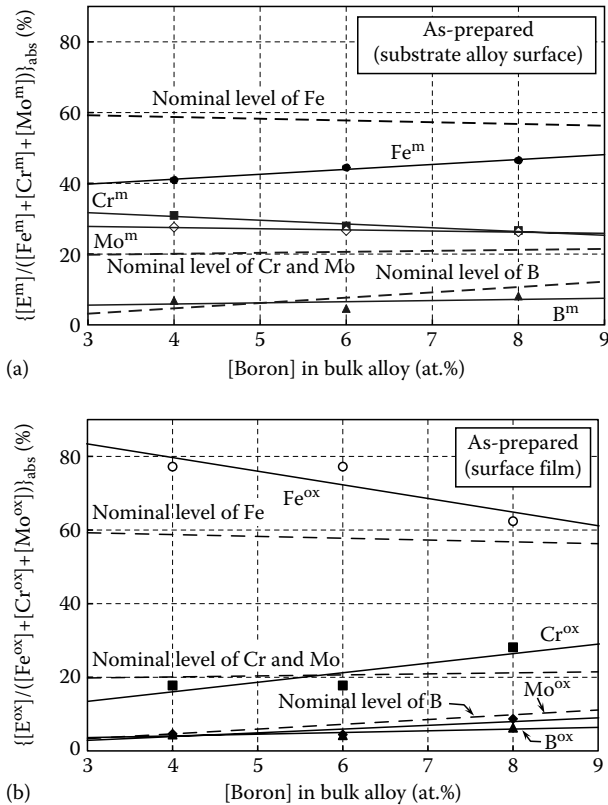 {[E^m]/([Fe^m]+[Cr^m]+[Mo^m])}_abs (%)
80
60
40
20
0
As-prepared
(substrate alloy surface)
Nominal level of Fe
Fe^m
Cr^m
Mo^m
Nominal level of Cr and Mo
Nominal level of B
B^m
3 4 5 6 7 8 9
(a)
[Boron] in bulk alloy (at.%)
{[E^ox]/([Fe^ox]+[Cr^ox]+[Mo^ox])}_abs (%)
80
60
40
20
0
As-prepared
(surface film)
Fe^ox
Nominal level of Fe
Cr^ox
Nominal level of Cr and Mo
Nominal level of B
Mo^ox
B^ox
3 4 5 6 7 8 9
(b)
[Boron] in bulk alloy (at.%)